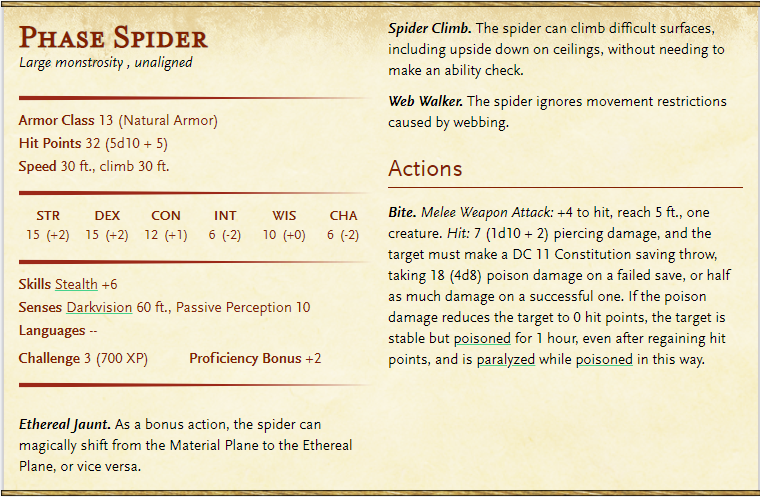 Phase Spider
Large monstrosity , unaligned
Armor Class 13 (Natural Armor)
Hit Points 32 (5d10 + 5)
Speed 30 ft., climb 30 ft.
STR DEX CON INT WIS CHA
15 (+2) 15 (+2) 12 (+1) 6 (-2) 10 (+0) 6 (-2)
Skills Stealth +6
Senses Darkvision 60 ft., Passive Perception 10
Languages --
Challenge 3 (700 XP) Proficiency Bonus +2
Ethereal Jaunt. As a bonus action, the spider can
magically shift from the Material Plane to the Ethereal
Plane, or vice versa.
Spider Climb. The spider can climb difficult surfaces,
including upside down on ceilings, without needing to
make an ability check.
Web Walker. The spider ignores movement restrictions
caused by webbing.
Actions
Bite. Melee Weapon Attack: +4 to hit, reach 5 ft., one
creature. Hit: 7 (1d10 + 2) piercing damage, and the
target must make a DC 11 Constitution saving throw,
taking 18 (4d8) poison damage on a failed save, or half
as much damage on a successful one. If the poison
damage reduces the target to 0 hit points, the target is
stable but poisoned for 1 hour, even after regaining hit
points, and is paralyzed while poisoned in this way.